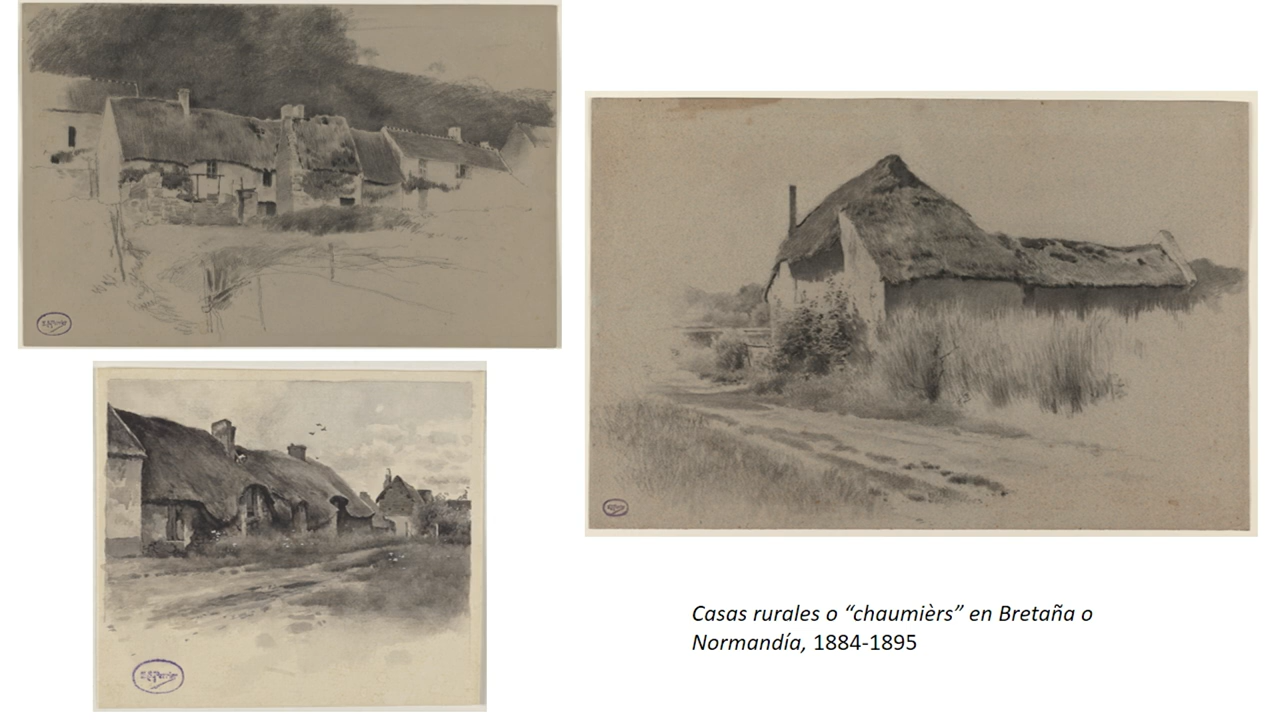 Casas rurales o “chaumièrs” en Bretaña o
Normandía, 1884-1895